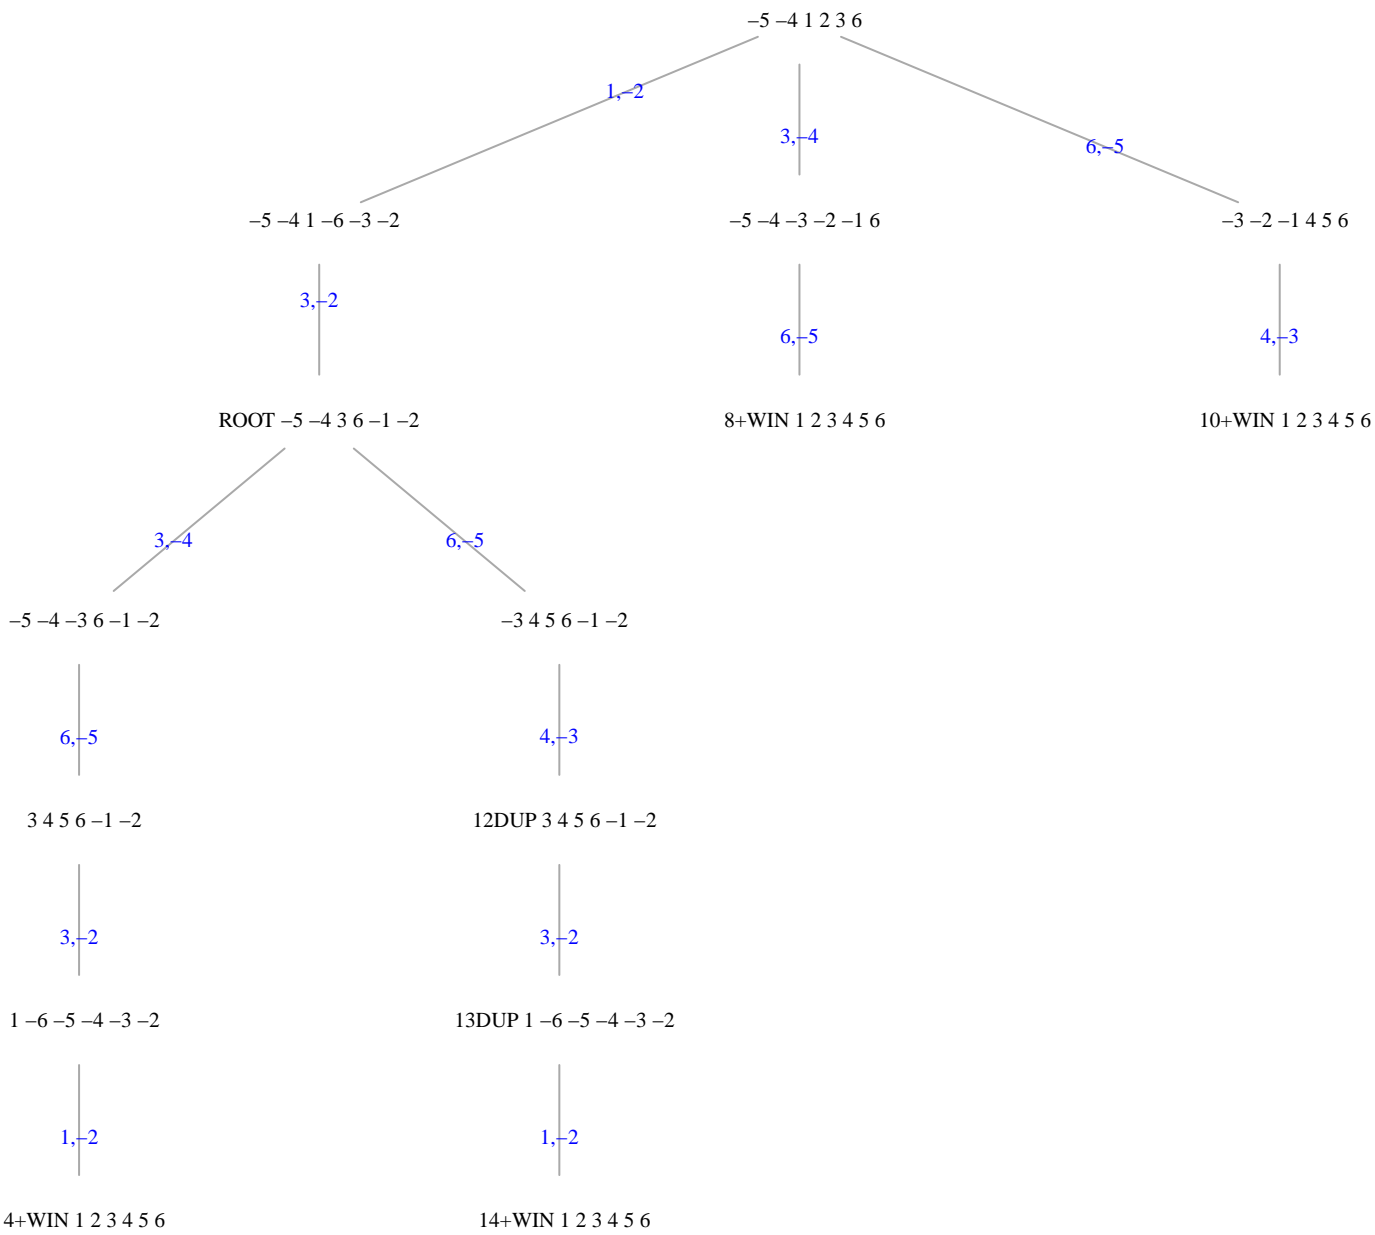 –5 –4 1 2 3 6
1,–2
3,–4
6,–5
–5 –4 1 –6 –3 –2
–5 –4 –3 –2 –1 6
–3 –2 –1 4 5 6
3,–2
6,–5
4,–3
ROOT –5 –4 3 6 –1 –2
8+WIN 1 2 3 4 5 6
10+WIN 1 2 3 4 5 6
3,–4
6,–5
–5 –4 –3 6 –1 –2
–3 4 5 6 –1 –2
6,–5
4,–3
3 4 5 6 –1 –2
12DUP 3 4 5 6 –1 –2
3,–2
3,–2
1 –6 –5 –4 –3 –2
13DUP 1 –6 –5 –4 –3 –2
1,–2
1,–2
4+WIN 1 2 3 4 5 6
14+WIN 1 2 3 4 5 6